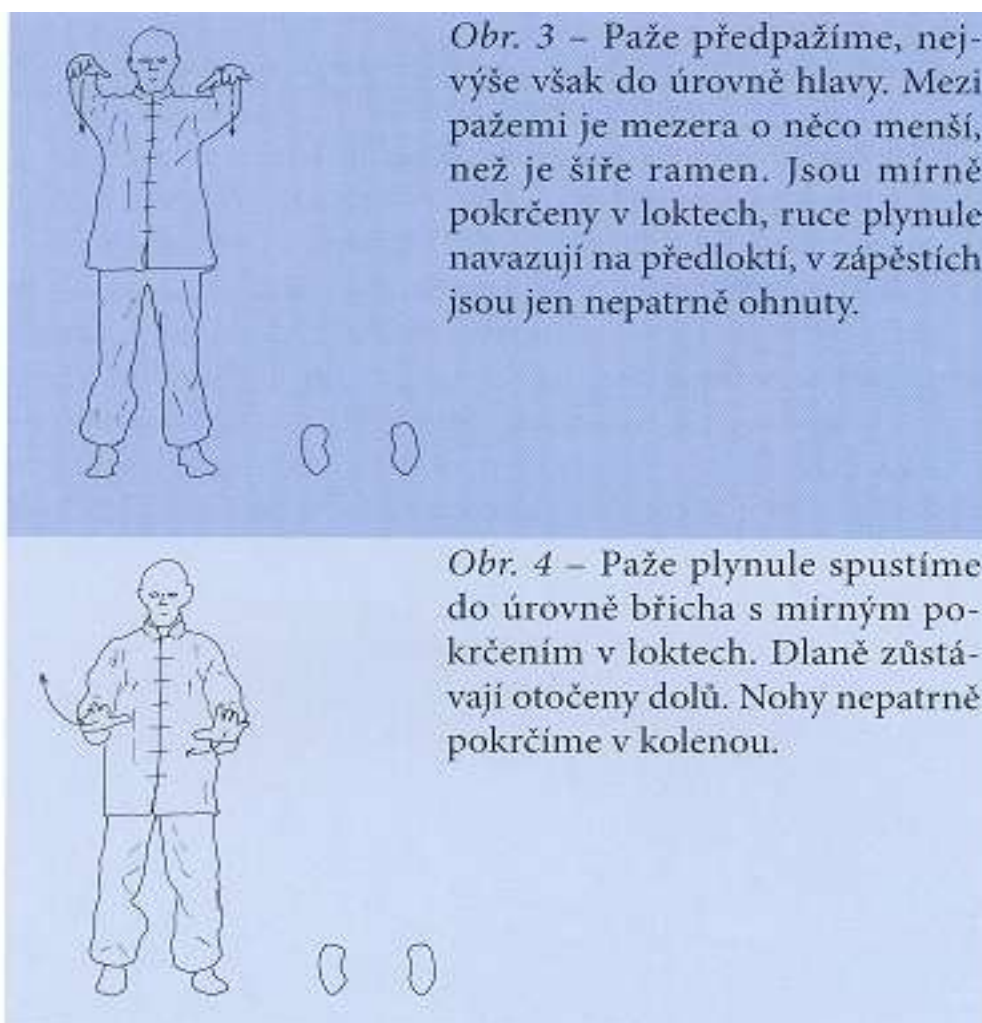 Obr. 3 – Paže předpažíme, nej-
výše však do úrovně hlavy. Mezi
pažemi je mezera o něco menší,
než je šíře ramen. Jsou mírně
pokrčeny v loktech, ruce plynule
navazují na předloktí, v zápěstích
jsou jen nepatrně ohnuty.
Obr. 4 – Paže plynule spustíme
do úrovně břicha s mírným po-
krčením v loktech. Dlaně zůstá-
vají otočeny dolů. Nohy nepatrně
pokrčíme v kolenou.